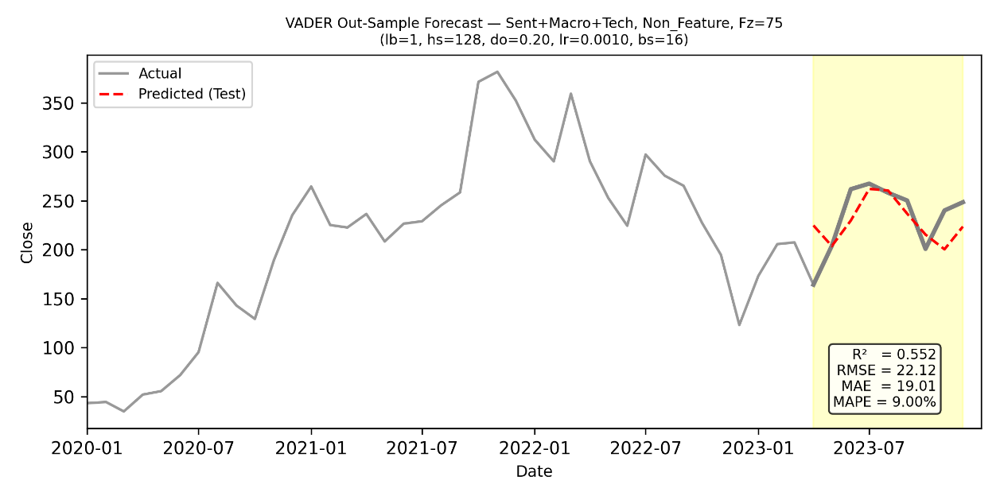 VADER Out-Sample Forecast — Sent+Macro+Tech, Non_Feature, Fz=75
(lb=1, hs=128, do=0.20, lr=0.0010, bs=16)
Actual
Predicted (Test)
Close
350
300
250
200
150
100
50
R² = 0.552
RMSE = 22.12
MAE = 19.01
MAPE = 9.00%
2020-01 2020-07 2021-01 2021-07 2022-01 2022-07 2023-01 2023-07
Date